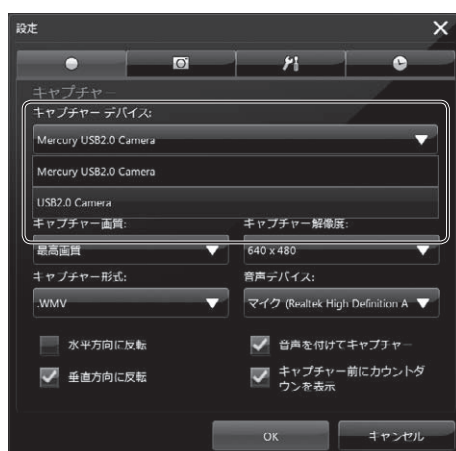 設定
キャプチャー
キャプチャー デバイス:
Mercury USB2.0 Camera
Mercury USB2.0 Camera
USB2.0 Camera
キャプチャー画質:
キャプチャー解像度:
最高画質
640 x 480
キャプチャー形式:
音声デバイス:
.WMV
マイク (Realtek High Definition A
水平方向に反転
音声を付けてキャプチャー
垂直方向に反転
キャプチャー前にカウントダ
ウンを表示
OK
キャンセル